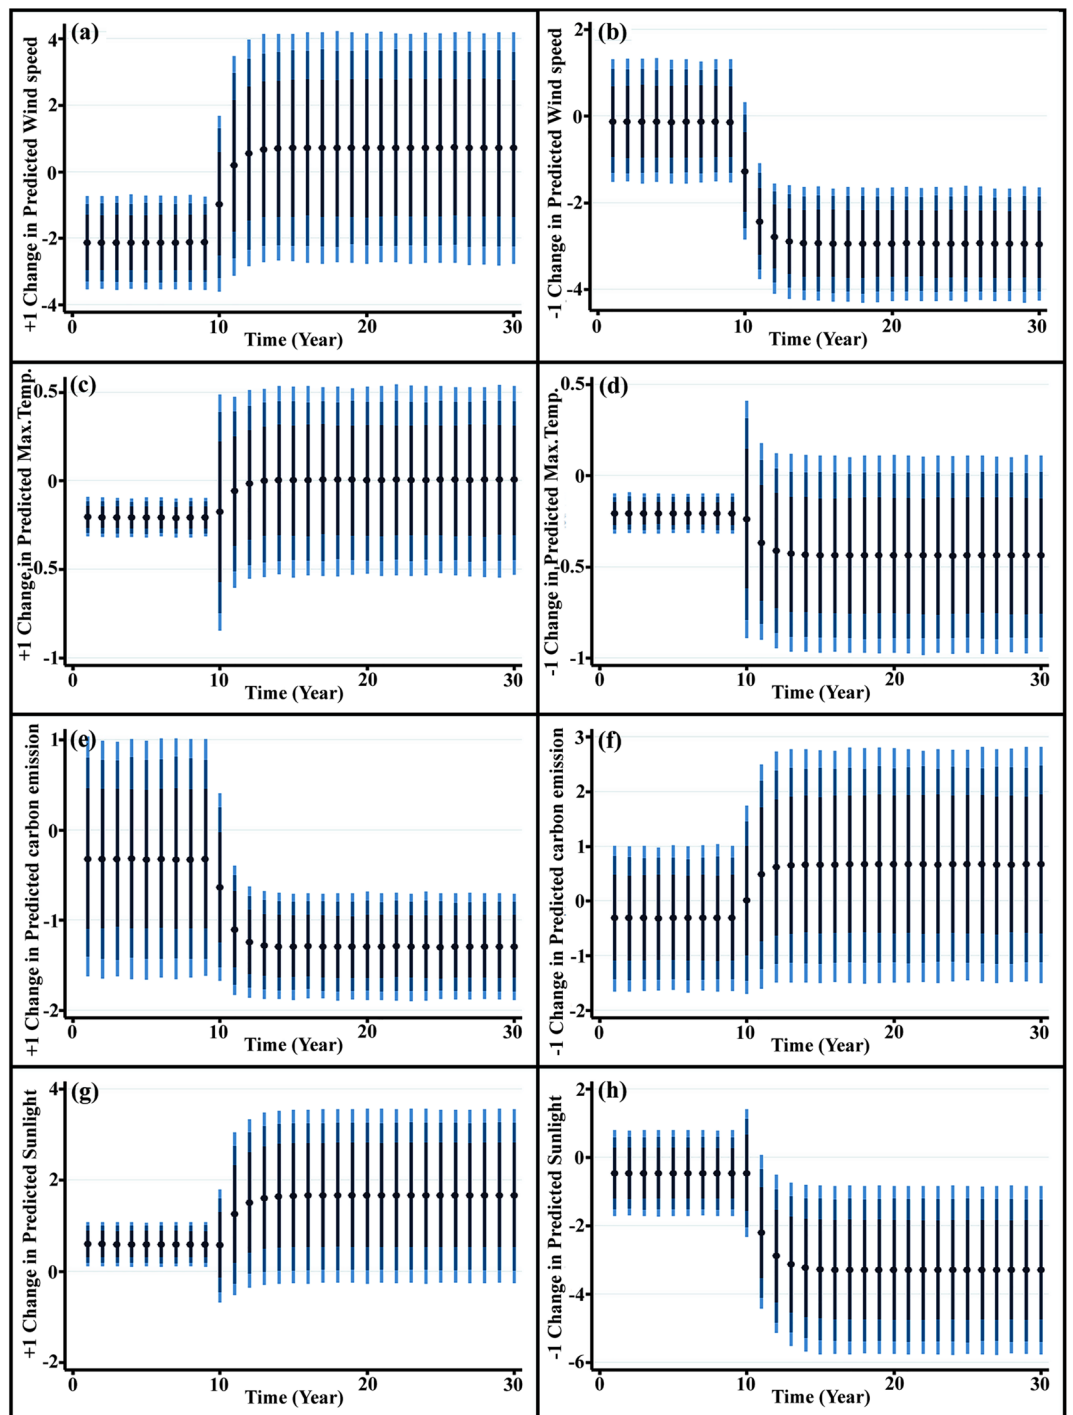 (a)
+1 Change in Predicted Wind speed
4
2
0
-2
-4
0 10 20 30
Time (Year)
(b)
-1 Change in Predicted Wind speed
2
0
-2
-4
0 10 20 30
Time (Year)
(c)
+1 Change in Predicted Max.Temp.
0.5
0
-0.5
-1
0 10 20 30
Time (Year)
(d)
-1 Change in Predicted Max.Temp.
0.5
0
-0.5
-1
0 10 20 30
Time (Year)
(e)
+1 Change in Predicted carbon emission
1
0
-1
-2
0 10 20 30
Time (Year)
(f)
-1 Change in Predicted carbon emission
3
2
1
0
-1
-2
0 10 20 30
Time (Year)
(g)
+1 Change in Predicted Sunlight
4
2
0
-2
0 10 20 30
Time (Year)
(h)
-1 Change in Predicted Sunlight
2
0
-2
-4
-6
0 10 20 30
Time (Year)